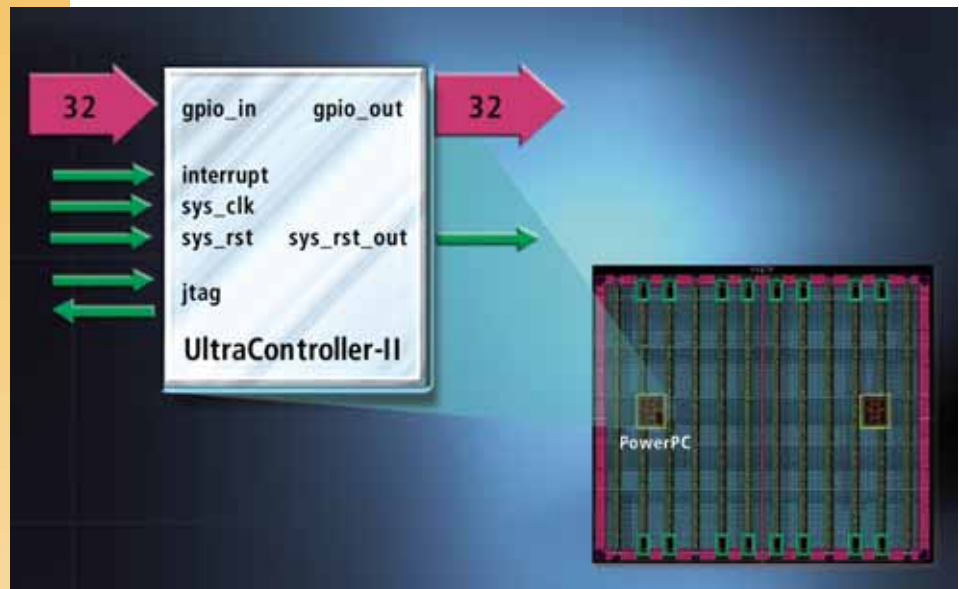 32
gpio_in gpio_out
32
interrupt
sys_clk
sys_rst sys_rst_out
jtag
UltraController-II
PowerPC